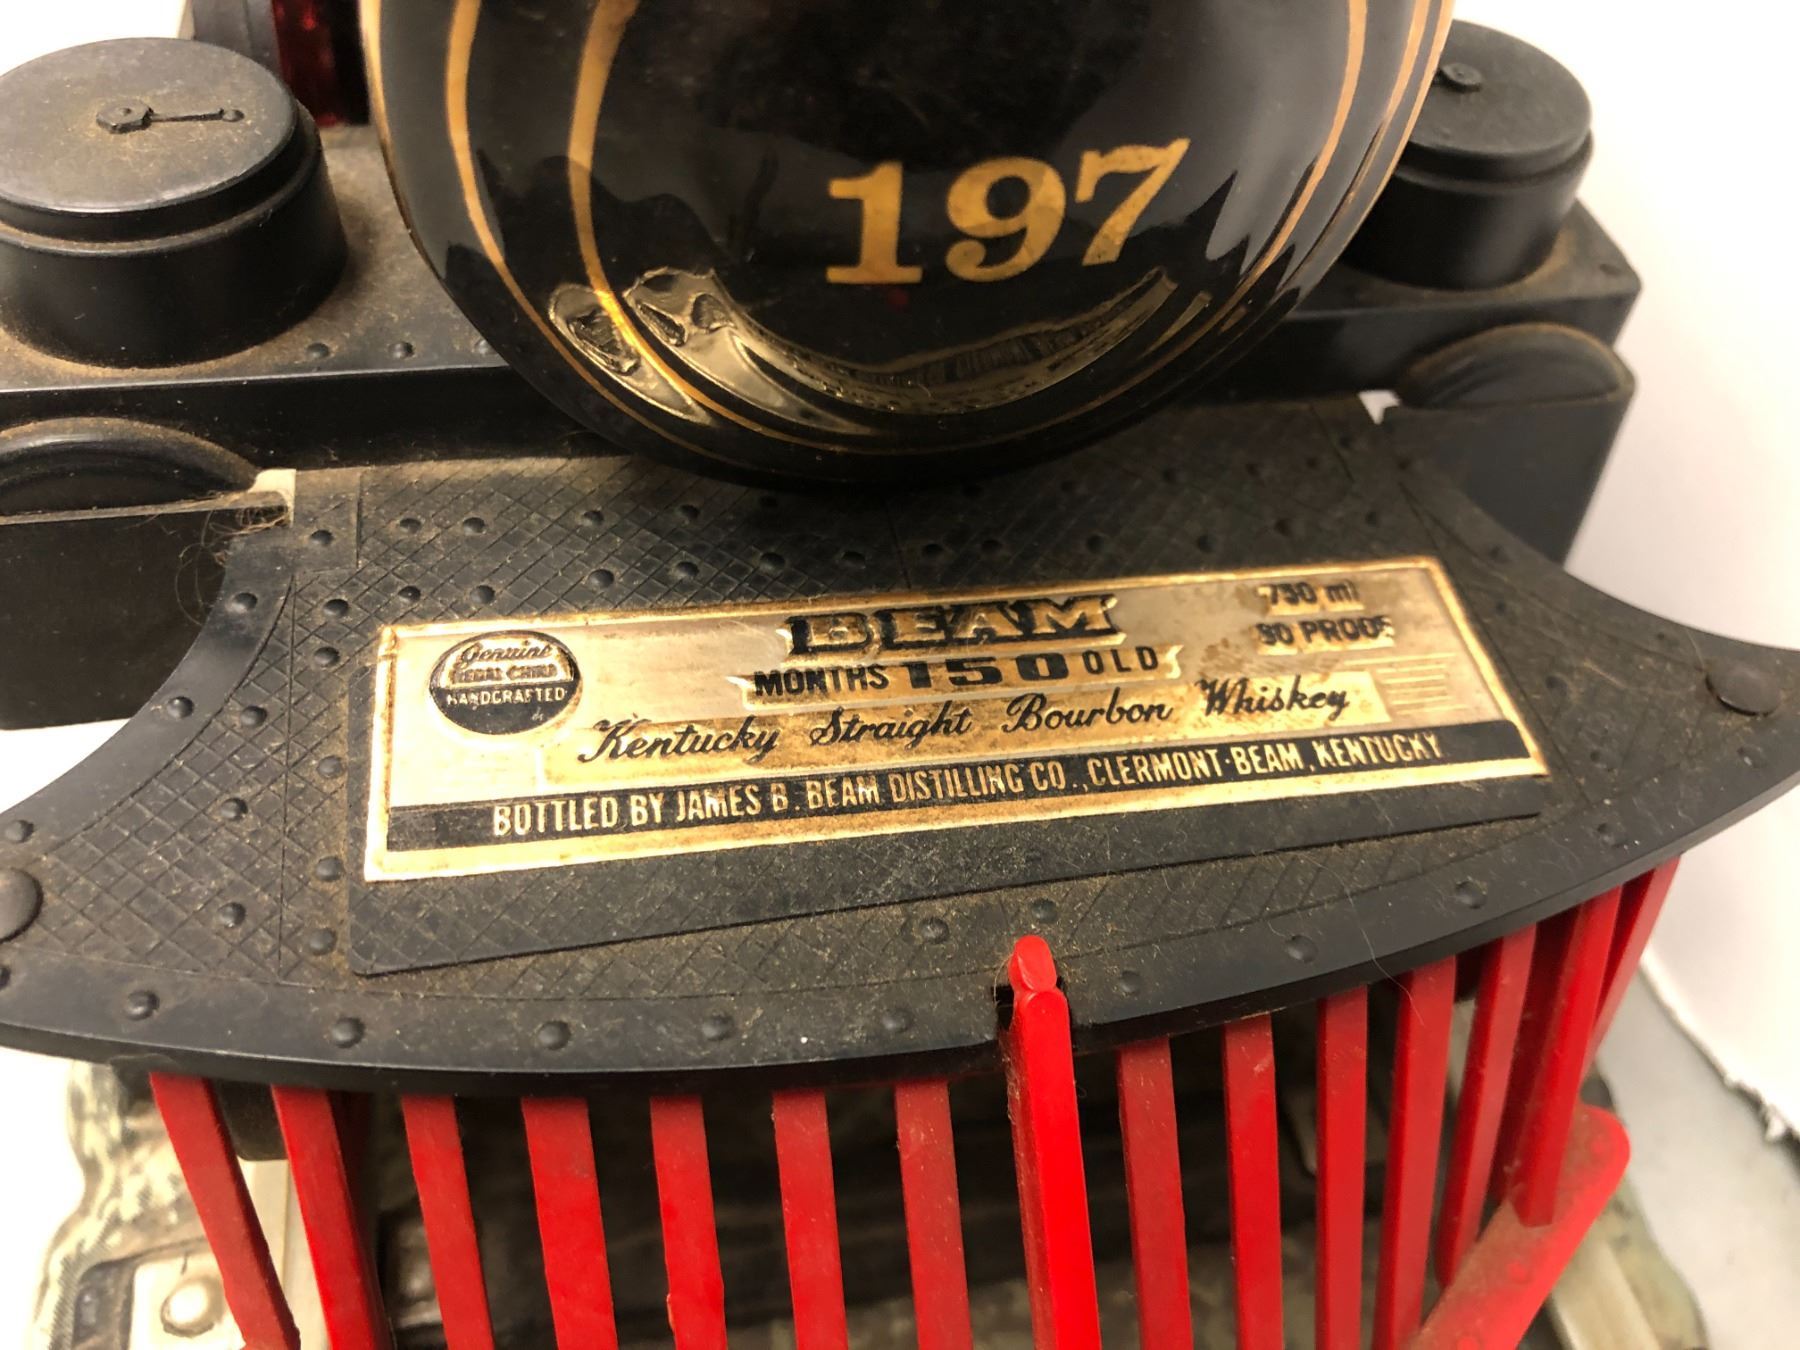 197
Genuine
REGAL CHINA
HANDCRAFTED
BEAM
MONTHS 150 OLD
750 ml
80 PROOF
Kentucky Straight Bourbon Whiskey
BOTTLED BY JAMES B. BEAM DISTILLING CO., CLERMONT·BEAM, KENTUCKY